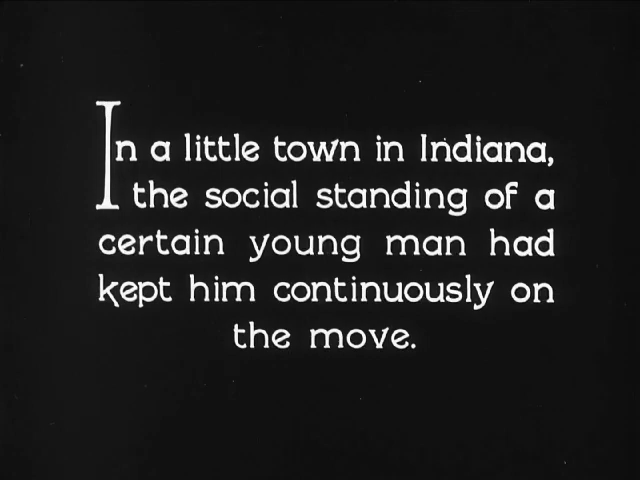 In a little town in Indiana,
the social standing of a
certain young man had
kept him continuously on
the move.